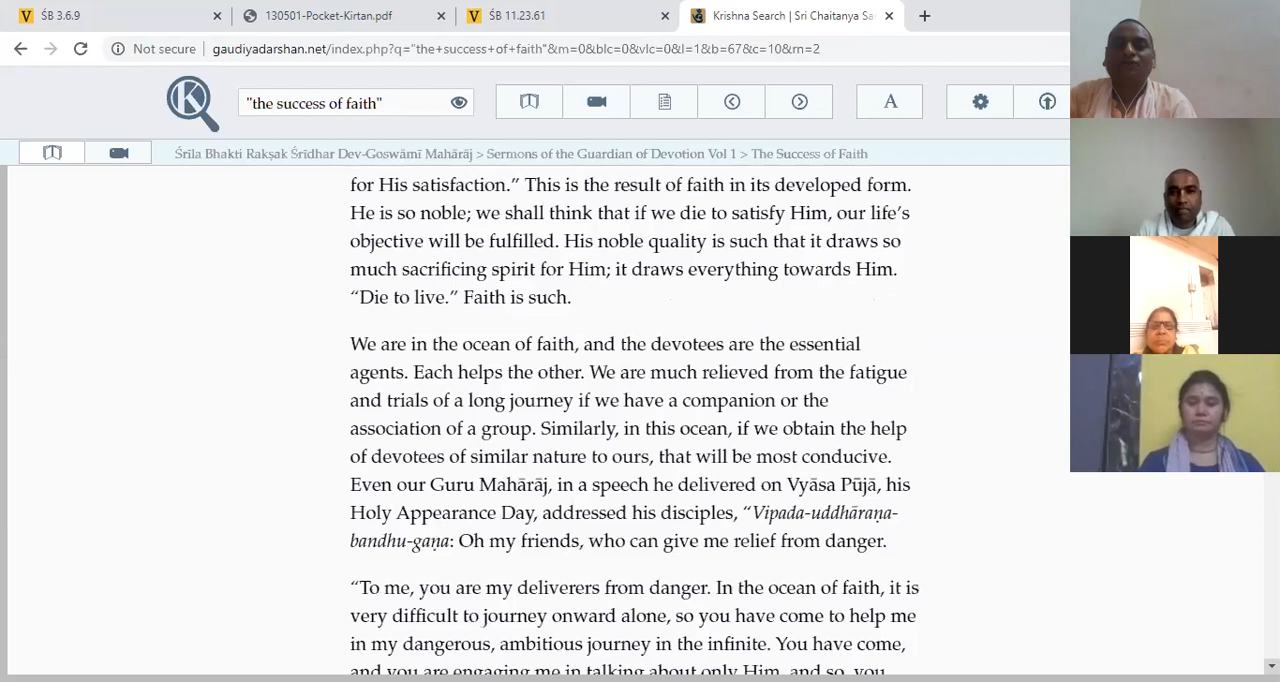 ŚB 3.6.9
130501-Pocket-Kirtan.pdf
ŚB 11.23.61
Krishna Search | Sri Chaitanya Sa
Not secure
gaudiyadarshan.net/index.php?q="the+success+of+faith"&m=0&blc=0&vlc=0&l=1&b=67&c=10&rn=2
"the success of faith"
A
Śrīla Bhakti Rakṣak Śrīdhar Dev-Goswāmī Mahārāj > Sermons of the Guardian of Devotion Vol 1 > The Success of Faith
for His satisfaction.” This is the result of faith in its developed form.
He is so noble; we shall think that if we die to satisfy Him, our life’s
objective will be fulfilled. His noble quality is such that it draws so
much sacrificing spirit for Him; it draws everything towards Him.
“Die to live.” Faith is such.
We are in the of faith, and the devotees are the essential
agents. Each helps the other. We are much relieved from the fatigue
and trials of a long journey if we have a companion or the
association of a group. Similarly, in this ocean, if we obtain the help
of devotees of similar nature to ours, that will be most conducive.
Even our Guru Mahārāj, in a speech he delivered on Vyāsa Pūjā, his
Holy Appearance Day, addressed his disciples, “Vipada-uddhāraṇa-
bandhu-gaṇa: Oh my friends, who can give me relief from danger.
“To me, you are my deliverers from danger. In the ocean of faith, it is
very difficult to journey onward alone, so you have come to help me
in my dangerous, ambitious journey in the infinite. You have come,
and you are engaging me in talking about only Him, and so, you